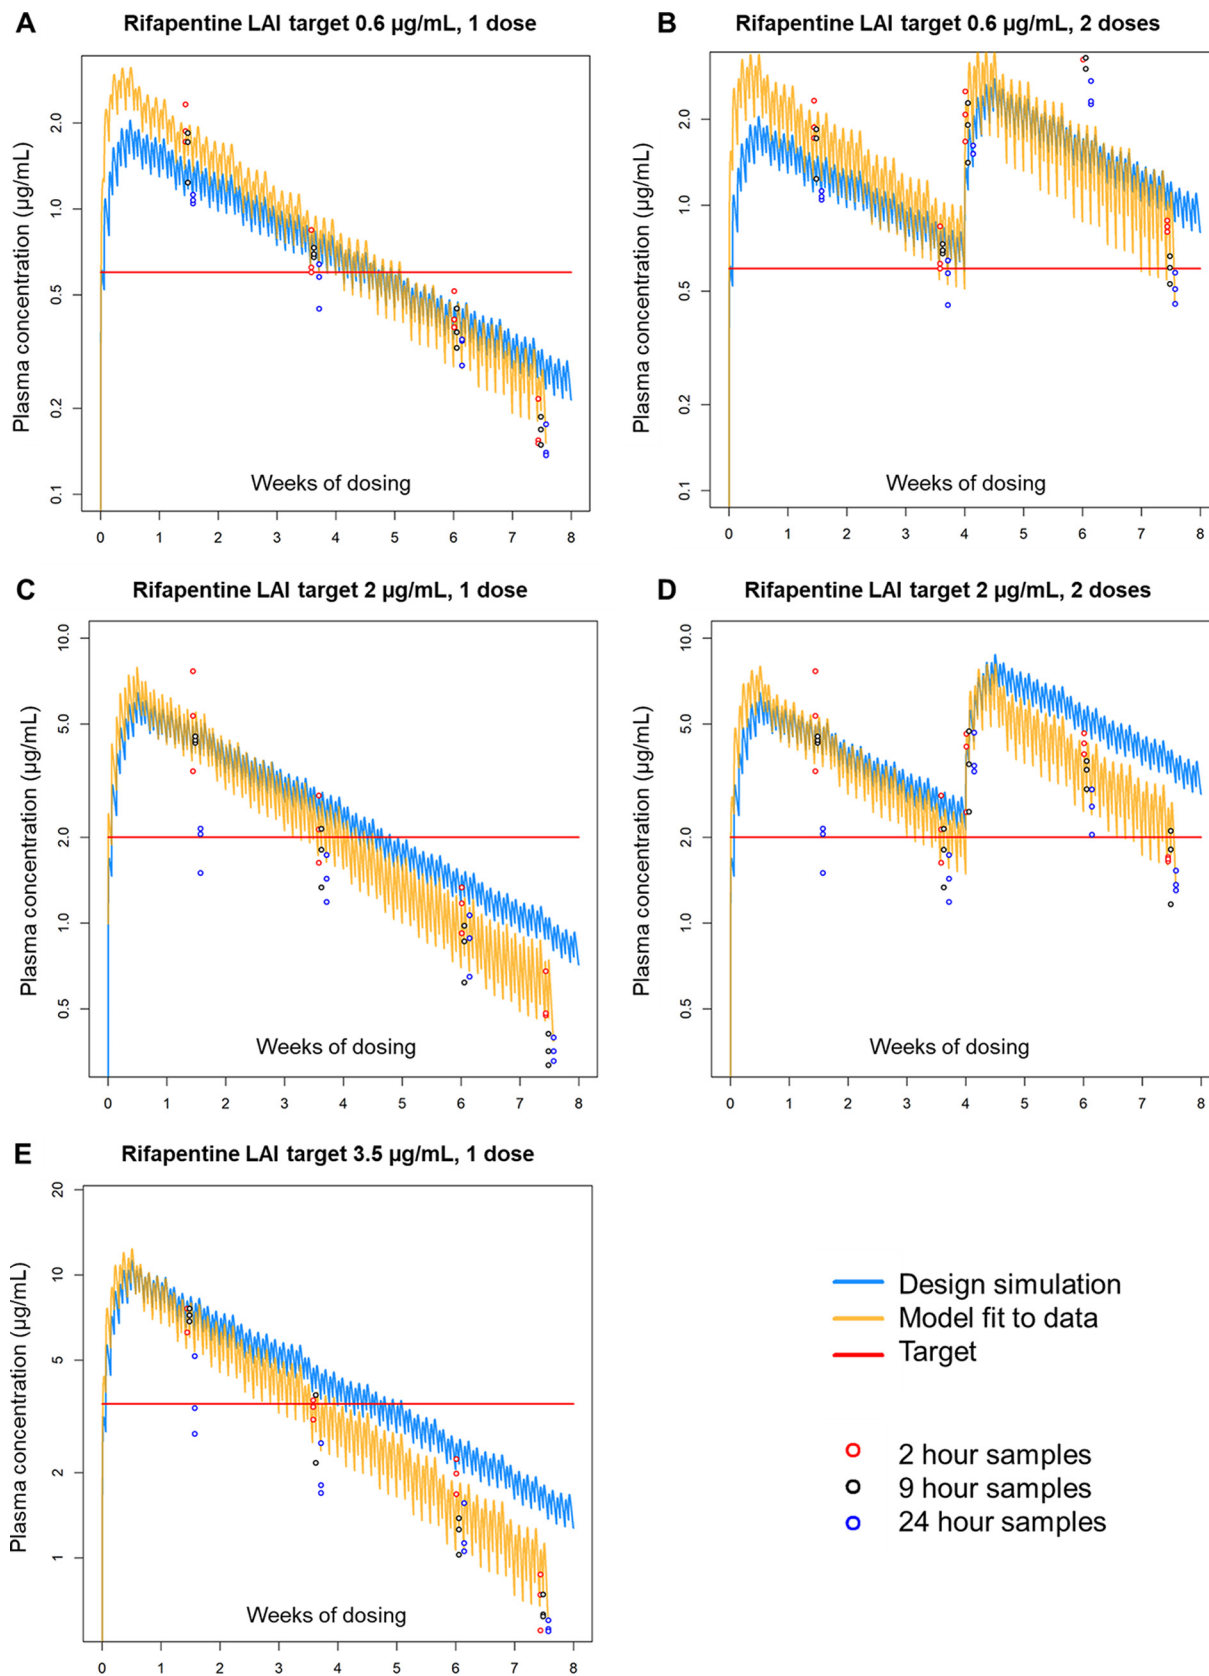 A
Rifapentine LAI target 0.6 µg/mL, 1 dose
Plasma concentration (µg/mL)
2.0
1.0
0.5
0.2
0.1
Weeks of dosing
0 1 2 3 4 5 6 7 8
B
Rifapentine LAI target 0.6 µg/mL, 2 doses
Plasma concentration (µg/mL)
2.0
1.0
0.5
0.2
0.1
Weeks of dosing
0 1 2 3 4 5 6 7 8
C
Rifapentine LAI target 2 µg/mL, 1 dose
Plasma concentration (µg/mL)
10.0
5.0
2.0
1.0
0.5
Weeks of dosing
0 1 2 3 4 5 6 7 8
D
Rifapentine LAI target 2 µg/mL, 2 doses
Plasma concentration (µg/mL)
10.0
5.0
2.0
1.0
0.5
Weeks of dosing
0 1 2 3 4 5 6 7 8
E
Rifapentine LAI target 3.5 µg/mL, 1 dose
Plasma concentration (µg/mL)
20
10
5
2
1
Weeks of dosing
0 1 2 3 4 5 6 7 8
Design simulation
Model fit to data
Target
2 hour samples
9 hour samples
24 hour samples